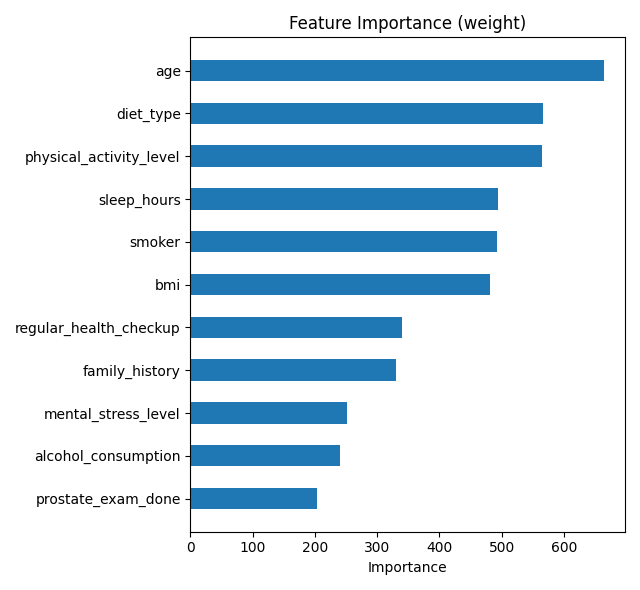 Feature Importance (weight)
age
diet_type
physical_activity_level
sleep_hours
smoker
bmi
regular_health_checkup
family_history
mental_stress_level
alcohol_consumption
prostate_exam_done
0 100 200 300 400 500 600
Importance